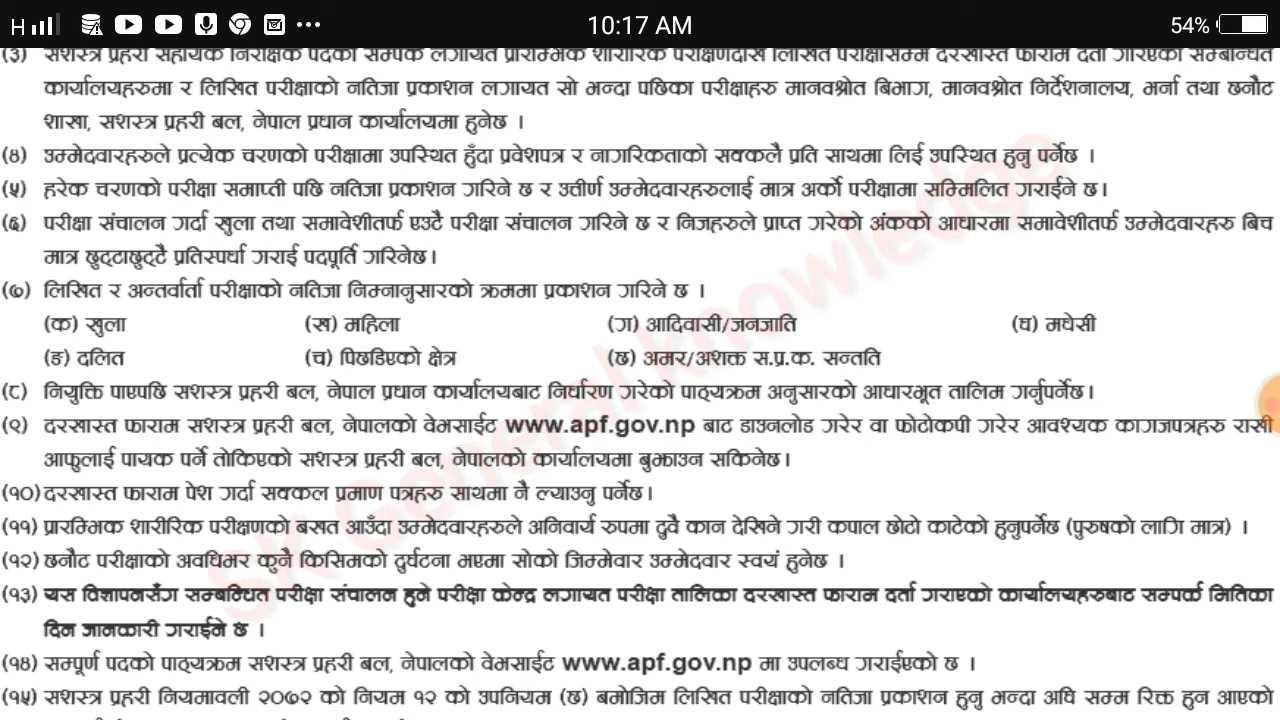 H 10:17 AM 54%
(३) सशस्त्र प्रहरी सहायक निरीक्षक पदको सम्पर्क लगायत प्रारम्भिक शारीरिक परीक्षणदेखि लिखित परीक्षासम्म दरखास्त फाराम दर्ता गरिएको सम्बन्धित
कार्यालयहरुमा र लिखित परीक्षाको नतिजा प्रकाशन लगायत सो भन्दा पछिका परीक्षाहरु मानवश्रोत बिभाग, मानवश्रोत निर्देशनालय, भर्ना तथा छनौट
शाखा, सशस्त्र प्रहरी बल, नेपाल प्रधान कार्यालयमा हुनेछ ।
(४) उम्मेदवारहरुले प्रत्येक चरणको परीक्षामा उपस्थित हुँदा प्रवेशपत्र र नागरिकताको सक्कलै प्रति साथमा लिई उपस्थित हुनु पर्नेछ ।
(५) हरेक चरणको परीक्षा समाप्ती पछि नतिजा प्रकाशन गरिने छ र उत्तीर्ण उम्मेदवारहरुलाई मात्र अर्को परीक्षामा सम्मिलित गराईने छ।
(६) परीक्षा संचालन गर्दा खुला तथा समावेशीतर्फ एउटै परीक्षा संचालन गरिने छ र निजहरुले प्राप्त गरेको अंकको आधारमा समावेशीतर्फ उम्मेदवारहरु बिच
मात्र छुट्टाछुट्टै प्रतिस्पर्धा गराई पदपूर्ति गरिनेछ।
(७) लिखित र अन्तर्वार्ता परीक्षाको नतिजा निम्नानुसारको क्रममा प्रकाशन गरिने छ ।
(क) खुला (ख) महिला (ग) आदिवासी/जनजाति (घ) मधेसी
(ङ) दलित (च) पिछडिएको क्षेत्र (छ) अमर/अशक्त स.प्र.क. सन्तति
(८) नियुक्ति पाएपछि सशस्त्र प्रहरी बल, नेपाल प्रधान कार्यालयबाट निर्धारण गरेको पाठ्यक्रम अनुसारको आधारभूत तालिम गर्नुपर्नेछ।
(९) दरखास्त फाराम सशस्त्र प्रहरी बल, नेपालको वेभसाईट www.apf.gov.np बाट डाउनलोड गरेर वा फोटोकपी गरेर आवश्यक कागजपत्रहरु राखी
आफुलाई पायक पर्ने तोकिएको सशस्त्र प्रहरी बल, नेपालको कार्यालयमा बुझाउन सकिनेछ।
(१०) दरखास्त फाराम पेश गर्दा सक्कल प्रमाण पत्रहरु साथमा नै ल्याउनु पर्नेछ।
(११) प्रारम्भिक शारीरिक परीक्षणको बखत आउँदा उम्मेदवारहरुले अनिवार्य रुपमा दुवै कान देखिने गरी कपाल छोटो काटेको हुनुपर्नेछ (पुरुषको लागि मात्र) ।
(१२) छनौट परीक्षाको अवधिभर कुनै किसिमको दुर्घटना भएमा सोको जिम्मेवार उम्मेदवार स्वयं हुनेछ ।
(१३) यस विज्ञापनसँग सम्बन्धित परीक्षा संचालन हुने परीक्षा केन्द्र लगायत परीक्षा तालिका दरखास्त फाराम दर्ता गराएको कार्यालयहरुबाट सम्पर्क मितिका
दिन जानकारी गराईने छ ।
(१४) सम्पूर्ण पदको पाठ्यक्रम सशस्त्र प्रहरी बल, नेपालको वेभसाईट www.apf.gov.np मा उपलब्ध गराईएको छ ।
(१५) सशस्त्र प्रहरी नियमावली २०७२ को नियम १२ को उपनियम (छ) बमोजिम लिखित परीक्षाको नतिजा प्रकाशन हुनु भन्दा अघि सम्म रिक्त हुन आएको
SK General knowledge